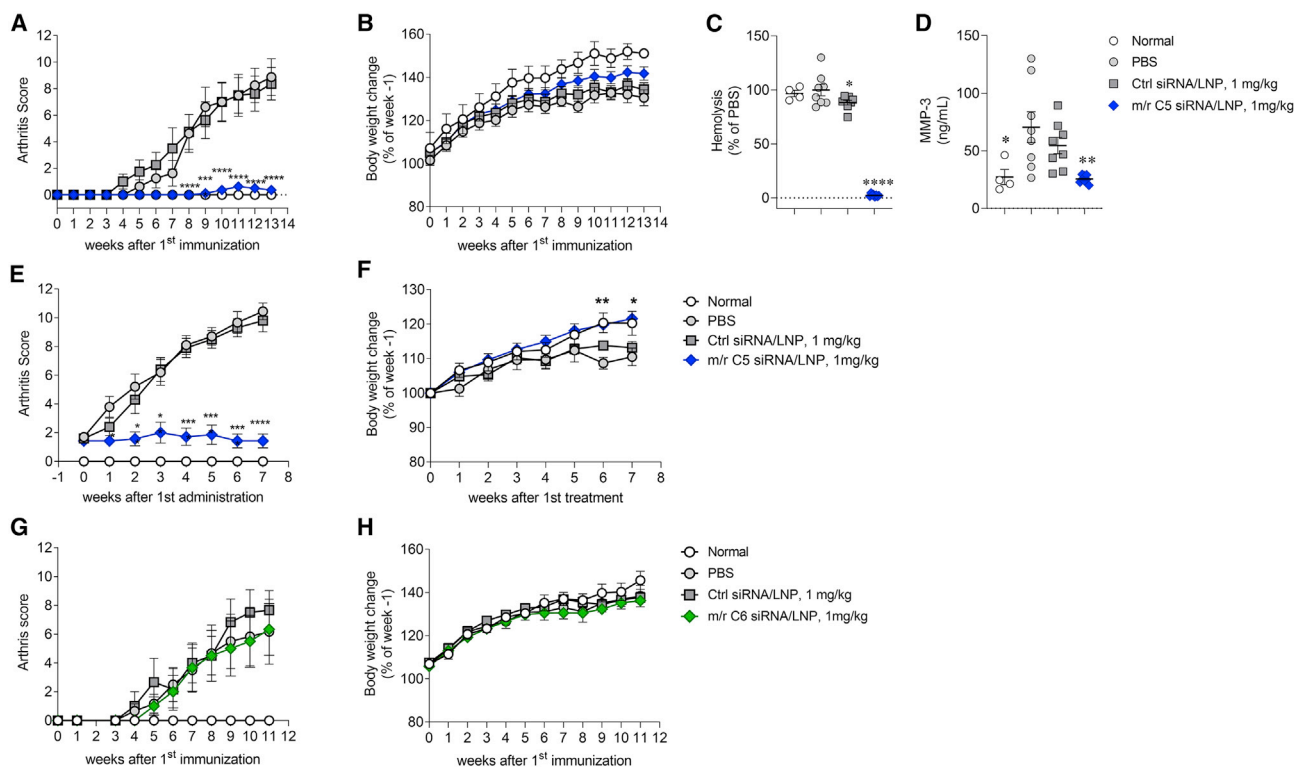 A
Arthritis Score
12
10
8
6
4
2
0
**** *** **** **** **** ****
0 1 2 3 4 5 6 7 8 9 10 11 12 13 14
weeks after 1st immunization
B
Body weight change
(% of week -1)
160
140
120
100
80
0 1 2 3 4 5 6 7 8 9 10 11 12 13 14
weeks after 1st immunization
C
Hemolysis
(% of PBS)
150
100
50
0
*
****
D
MMP-3
(ng/mL)
150
100
50
0
*
**
Normal
PBS
Ctrl siRNA/LNP, 1 mg/kg
m/r C5 siRNA/LNP, 1mg/kg
E
Arthritis Score
12
10
8
6
4
2
0
* * * *** *** *** ****
-1 0 1 2 3 4 5 6 7 8
weeks after 1st administration
F
Body weight change
(% of week -1)
130
120
110
100
90
80
** *
0 1 2 3 4 5 6 7 8
weeks after 1st treatment
Normal
PBS
Ctrl siRNA/LNP, 1 mg/kg
m/r C5 siRNA/LNP, 1mg/kg
G
Arthris score
12
10
8
6
4
2
0
0 1 2 3 4 5 6 7 8 9 10 11 12
weeks after 1st immunization
H
Body weight change
(% of week -1)
160
140
120
100
80
0 1 2 3 4 5 6 7 8 9 10 11 12
weeks after 1st immunization
Normal
PBS
Ctrl siRNA/LNP, 1 mg/kg
m/r C6 siRNA/LNP, 1mg/kg